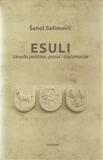 Šenol Selimović
ESULI
između politike, prava i diplomacije